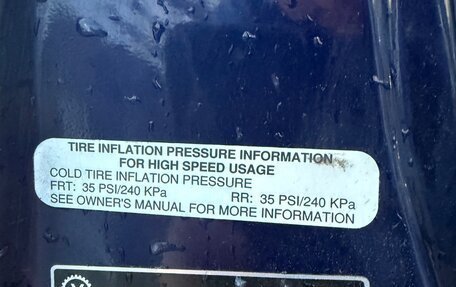 TIRE INFLATION PRESSURE INFORMATION
FOR HIGH SPEED USAGE
COLD TIRE INFLATION PRESSURE
FRT: 35 PSI/240 KPa RR: 35 PSI/240 KPa
SEE OWNER'S MANUAL FOR MORE INFORMATION